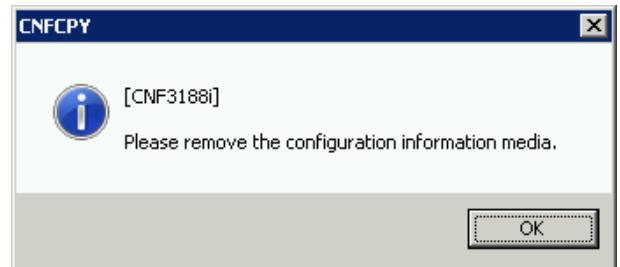 CNFCPY
[CNF3188i]
Please remove the configuration information media.
OK